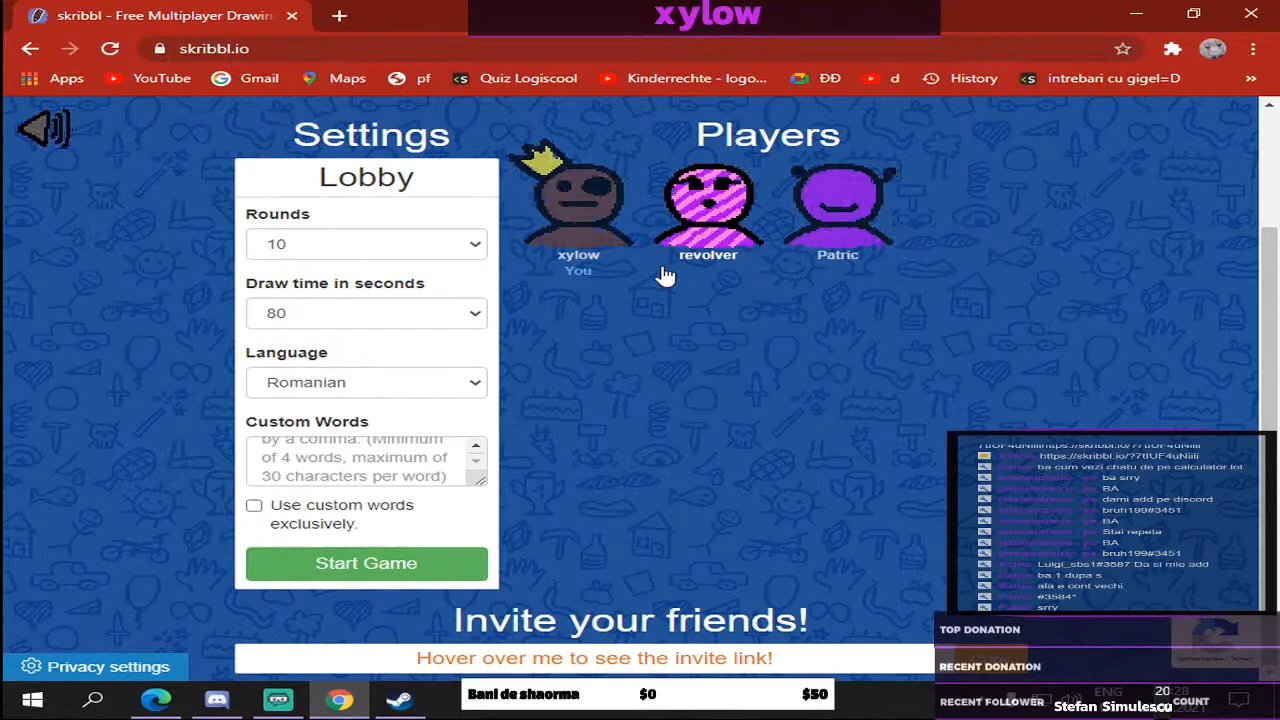 xylow
skribbl - Free Multiplayer Drawin
skribbl.io
Apps YouTube Gmail Maps pf Quiz Logiscool Kinderrechte - logo... ĐĐ d History intrebari cu gigel=D »
Settings
Players
Lobby
Rounds
10
Draw time in seconds
80
Language
Romanian
Custom Words
by a comma. (Minimum
of 4 words, maximum of
30 characters per word)
Use custom words
exclusively.
Start Game
xylow
You
revolver
Patric
https://skribbl.io/?7tIUF4uNiili
ba cum vezi chatu de pe calculator lol
ba srry
BA
dami add pe discord
bruh199#3451
BA
Stai repela
BA
bruh199#3451
Luigi_sbs1#3587 Da si mie add
ba 1 dupa s
ala e cont vechi
#3584*
srry
Invite your friends!
Hover over me to see the invite link!
Privacy settings
TOP DONATION
RECENT DONATION
RECENT FOLLOWER
Stefan Simulescu
COUNT
Bani de shaorma $0 $50
ENG
20:28